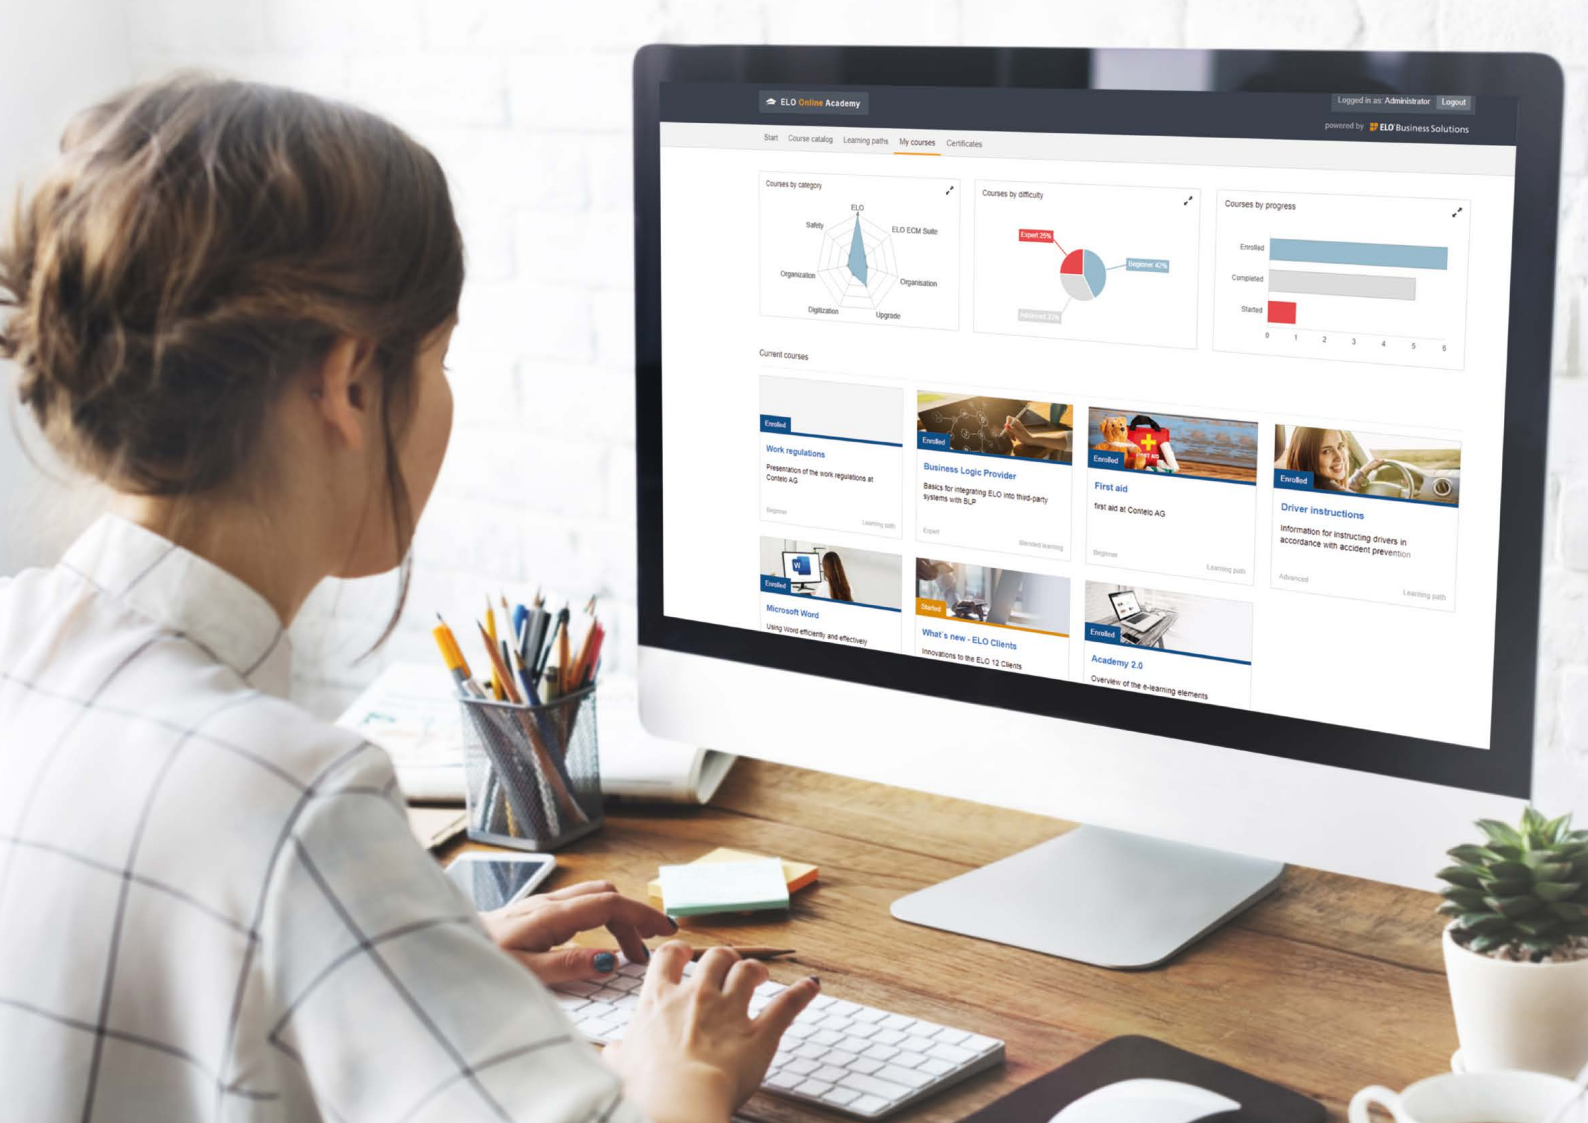 ELO Online Academy
Logged in as: Administrator Logout
powered by ELO Business Solutions
Start Course catalog Learning paths My courses Certificates
Courses by category
ELO
ELO ECM Suite
Organisation
Upgrade
Digitization
Organization
Safety
Courses by difficulty
Expert 25%
Beginner 42%
Advanced 33%
Courses by progress
Enrolled
Completed
Started
0 1 2 3 4 5 6
Current courses
Enrolled
Work regulations
Presentation of the work regulations at
Contelo AG
Beginner Learning path
Enrolled
Business Logic Provider
Basics for integrating ELO into third-party
systems with BLP
Expert Blended learning
FIRST AID
Enrolled
First aid
first aid at Contelo AG
Beginner Learning path
Enrolled
Driver instructions
Information for instructing drivers in
accordance with accident prevention
Advanced Learning path
W
Enrolled
Microsoft Word
Using Word efficiently and effectively
Started
What´s new - ELO Clients
Innovations to the ELO 12 Clients
Enrolled
Academy 2.0
Overview of the e-learning elements